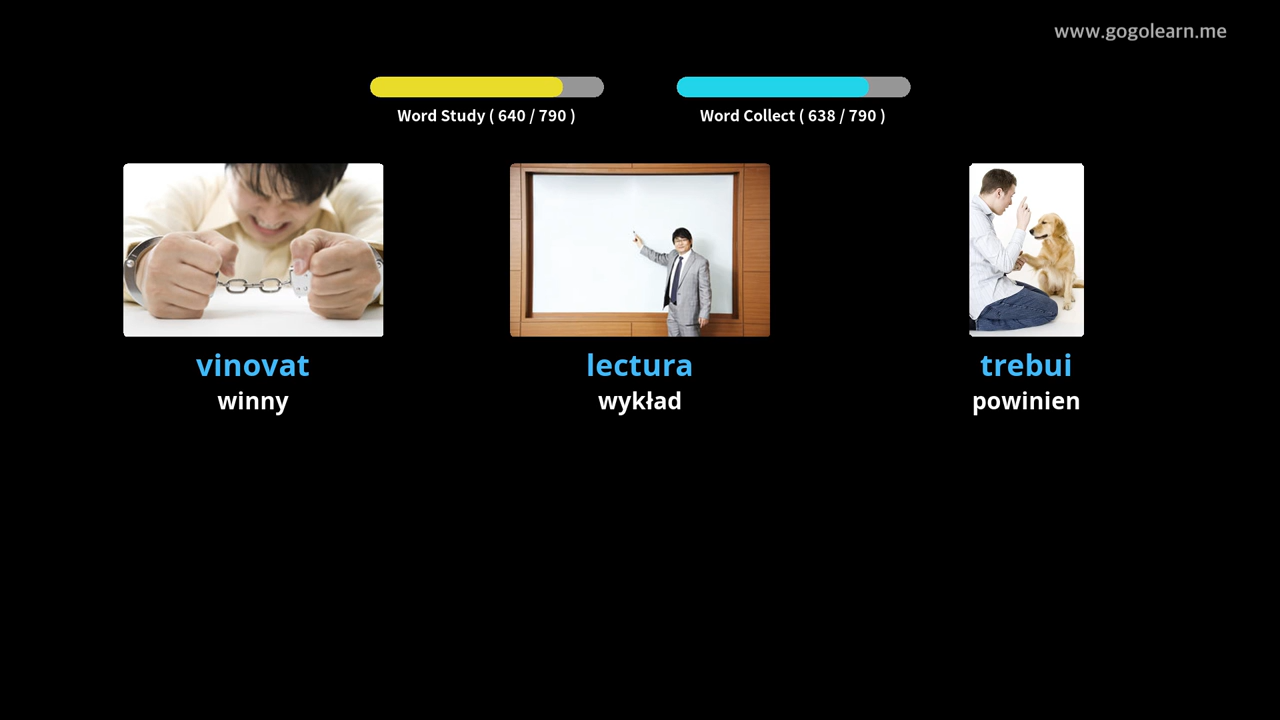 www.gogolearn.me
Word Study ( 640 / 790 )
Word Collect ( 638 / 790 )
vinovat
winny
lectura
wykład
trebui
powinien